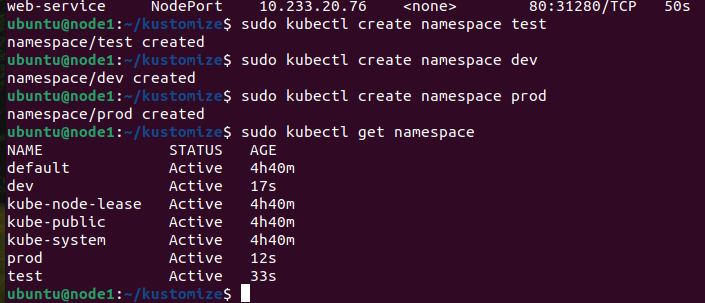 web-service     NodePort    10.233.20.76    <none>        80:31280/TCP   50s
ubuntu@node1:~/kustomize$ sudo kubectl create namespace test
namespace/test created
ubuntu@node1:~/kustomize$ sudo kubectl create namespace dev
namespace/dev created
ubuntu@node1:~/kustomize$ sudo kubectl create namespace prod
namespace/prod created
ubuntu@node1:~/kustomize$ sudo kubectl get namespace
NAME              STATUS   AGE
default           Active   4h40m
dev               Active   17s
kube-node-lease   Active   4h40m
kube-public       Active   4h40m
kube-system       Active   4h40m
prod              Active   12s
test              Active   33s
ubuntu@node1:~/kustomize$